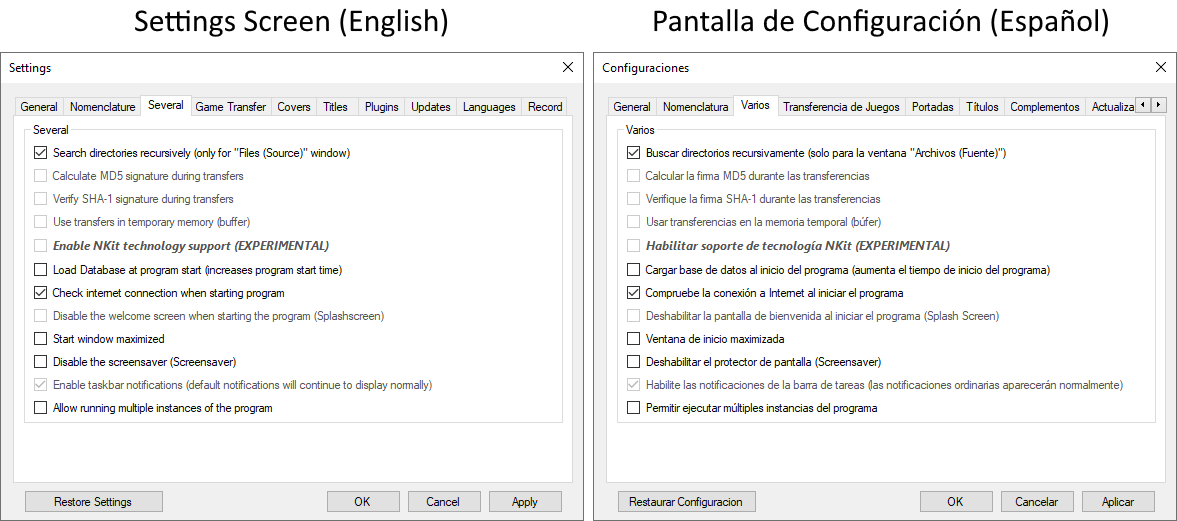 Settings Screen (English)
Settings
General Nomenclature Several Game Transfer Covers Titles Plugins Updates Languages Record
Several
Search directories recursively (only for "Files (Source)" window)
Calculate MD5 signature during transfers
Verify SHA-1 signature during transfers
Use transfers in temporary memory (buffer)
Enable NKit technology support (EXPERIMENTAL)
Load Database at program start (increases program start time)
Check internet connection when starting program
Disable the welcome screen when starting the program (Splashscreen)
Start window maximized
Disable the screensaver (Screensaver)
Enable taskbar notifications (default notifications will continue to display normally)
Allow running multiple instances of the program
Restore Settings OK Cancel Apply
Pantalla de Configuración (Español)
Configuraciones
General Nomenclatura Varios Transferencia de Juegos Portadas Títulos Complementos Actualiza
Varios
Buscar directorios recursivamente (solo para la ventana "Archivos (Fuente)")
Calcular la firma MD5 durante las transferencias
Verifique la firma SHA-1 durante las transferencias
Usar transferencias en la memoria temporal (búfer)
Habilitar soporte de tecnología NKit (EXPERIMENTAL)
Cargar base de datos al inicio del programa (aumenta el tiempo de inicio del programa)
Compruebe la conexión a Internet al iniciar el programa
Deshabilitar la pantalla de bienvenida al iniciar el programa (Splash Screen)
Ventana de inicio maximizada
Deshabilitar el protector de pantalla (Screensaver)
Habilite las notificaciones de la barra de tareas (las notificaciones ordinarias aparecerán normalmente)
Permitir ejecutar múltiples instancias del programa
Restaurar Configuracion OK Cancelar Aplicar